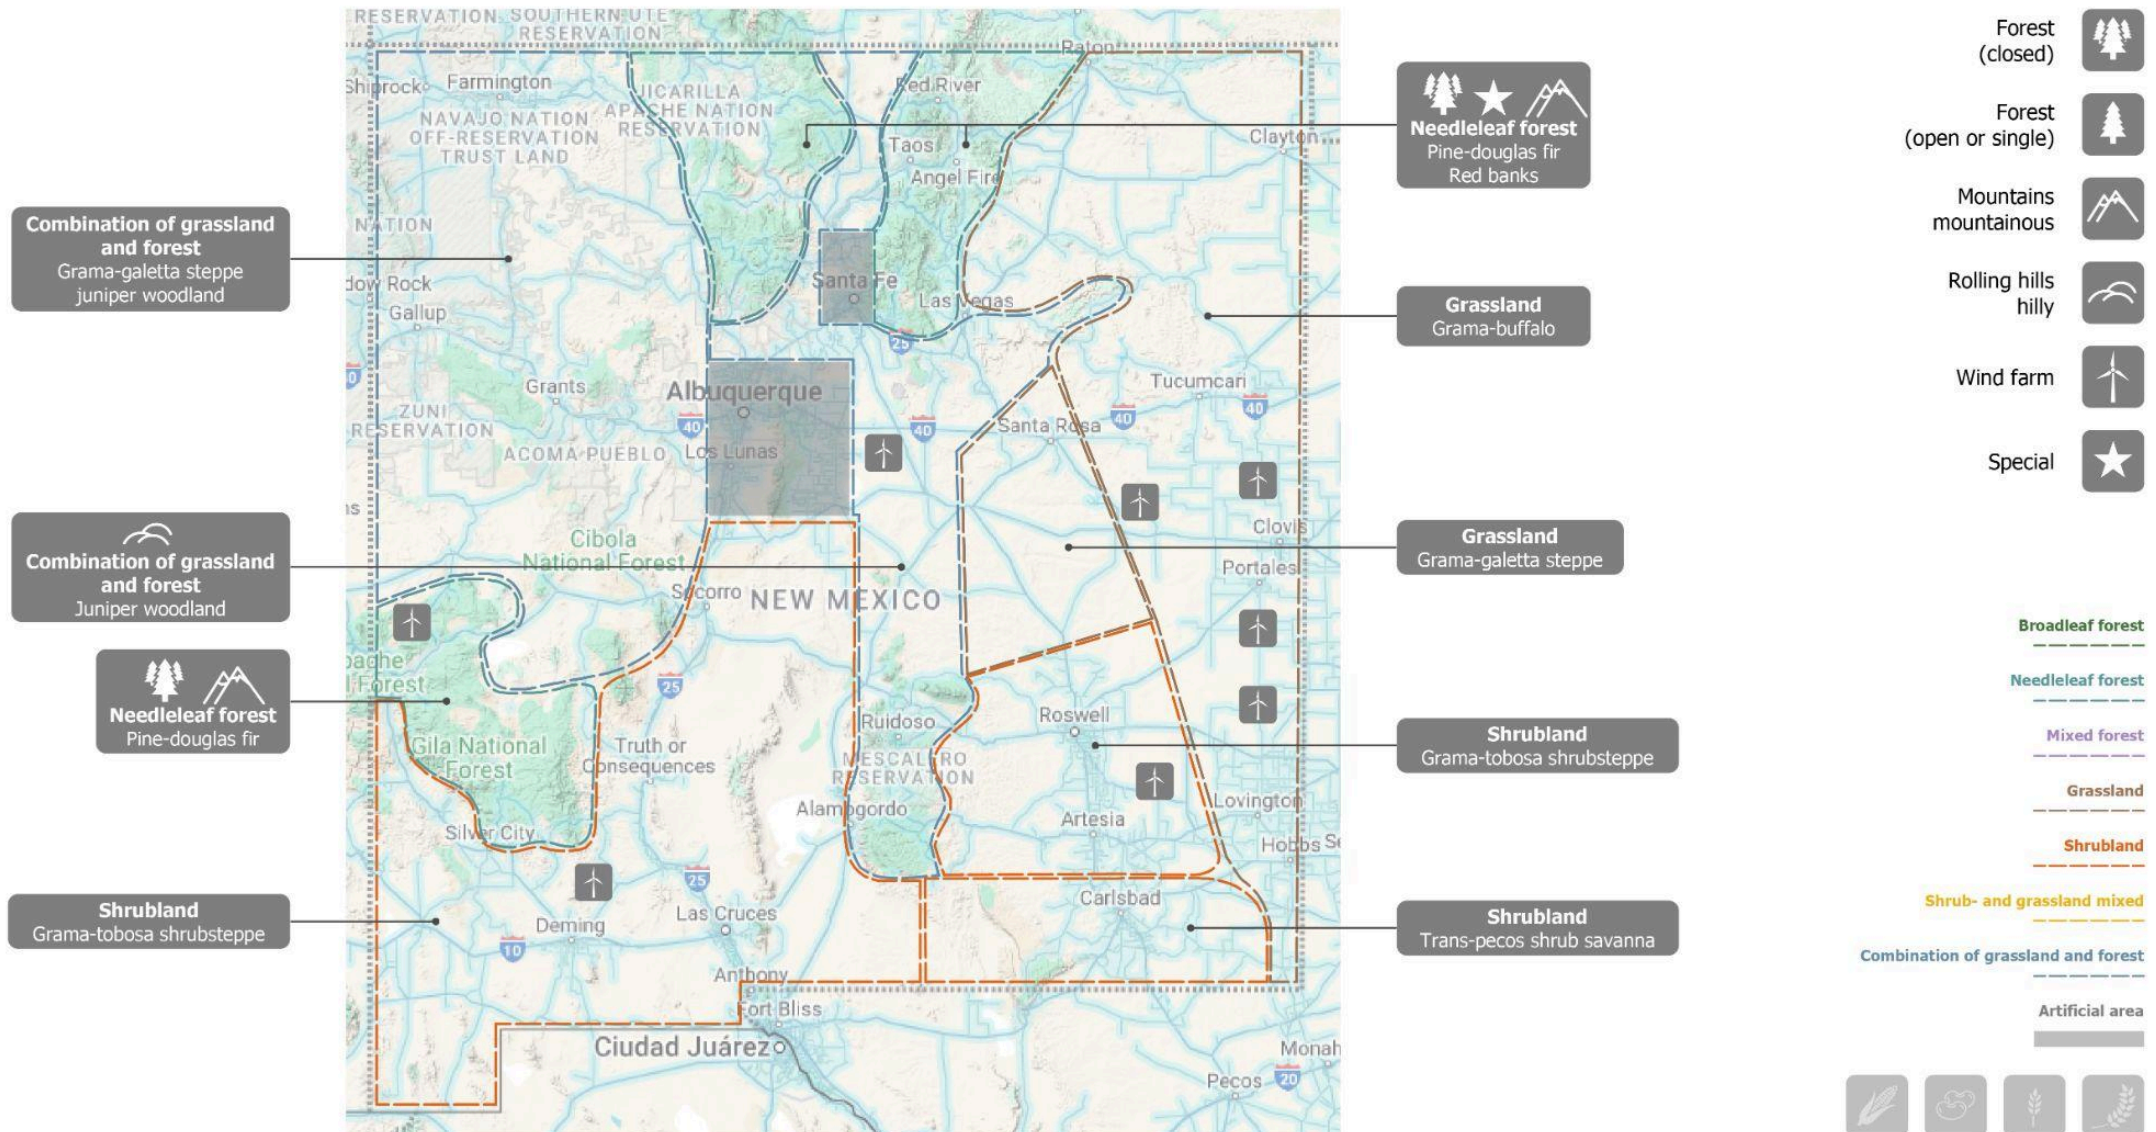 RESERVATION
SOUTHERN UTE
RESERVATION
Raton
Shiprock
Farmington
JICARILLA
APACHE NATION
RESERVATION
Red River
NAVAJO NATION
OFF-RESERVATION
TRUST LAND
Taos
Angel Fire
Clayton
NATION
dow Rock
Gallup
Santa Fe
Las Vegas
25
40
Grants
Albuquerque
Tucumcari
ZUNI
RESERVATION
40
40
40
40
Santa Rosa
ACOMA PUEBLO
Los Lunas
ns
Clovis
Cibola
National Forest
Portales
Socorro
NEW MEXICO
pache
l Forest
25
Ruidoso
Roswell
Gila National
Forest
Truth or
Consequences
MESCALERO
RESERVATION
Alamogordo
Lovington
Silver City
Artesia
Hobbs
Se
25
Carlsbad
Deming
Las Cruces
10
Anthony
Fort Bliss
Ciudad Juárez
Monah
Pecos
20
Combination of grassland
and forest
Grama-galetta steppe
juniper woodland
Combination of grassland
and forest
Juniper woodland
Needleleaf forest
Pine-douglas fir
Shrubland
Grama-tobosa shrubsteppe
Needleleaf forest
Pine-douglas fir
Red banks
Grassland
Grama-buffalo
Grassland
Grama-galetta steppe
Shrubland
Grama-tobosa shrubsteppe
Shrubland
Trans-pecos shrub savanna
Forest
(closed)
Forest
(open or single)
Mountains
mountainous
Rolling hills
hilly
Wind farm
Special
Broadleaf forest
Needleleaf forest
Mixed forest
Grassland
Shrubland
Shrub- and grassland mixed
Combination of grassland and forest
Artificial area